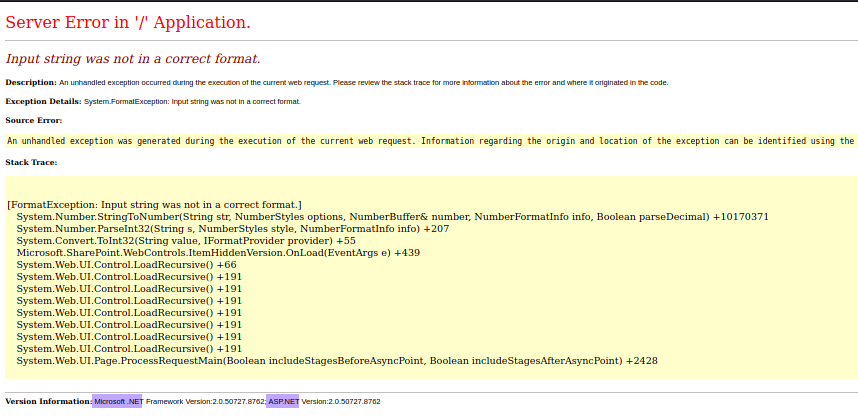 Server Error in '/' Application.
Input string was not in a correct format.
Description: An unhandled exception occurred during the execution of the current web request. Please review the stack trace for more information about the error and where it originated in the code.
Exception Details: System.FormatException: Input string was not in a correct format.
Source Error:
An unhandled exception was generated during the execution of the current web request. Information regarding the origin and location of the exception can be identified using the
Stack Trace:
[FormatException: Input string was not in a correct format.]
System.Number.StringToNumber(String str, NumberStyles options, NumberBuffer& number, NumberFormatInfo info, Boolean parseDecimal) +10170371
System.Number.ParseInt32(String s, NumberStyles style, NumberFormatInfo info) +207
System.Convert.ToInt32(String value, IFormatProvider provider) +55
Microsoft.SharePoint.WebControls.ItemHiddenVersion.OnLoad(EventArgs e) +439
System.Web.UI.Control.LoadRecursive() +66
System.Web.UI.Control.LoadRecursive() +191
System.Web.UI.Control.LoadRecursive() +191
System.Web.UI.Control.LoadRecursive() +191
System.Web.UI.Control.LoadRecursive() +191
System.Web.UI.Control.LoadRecursive() +191
System.Web.UI.Control.LoadRecursive() +191
System.Web.UI.Control.LoadRecursive() +191
System.Web.UI.Page.ProcessRequestMain(Boolean includeStagesBeforeAsyncPoint, Boolean includeStagesAfterAsyncPoint) +2428
Version Information: Microsoft .NET Framework Version:2.0.50727.8762; ASP.NET Version:2.0.50727.8762